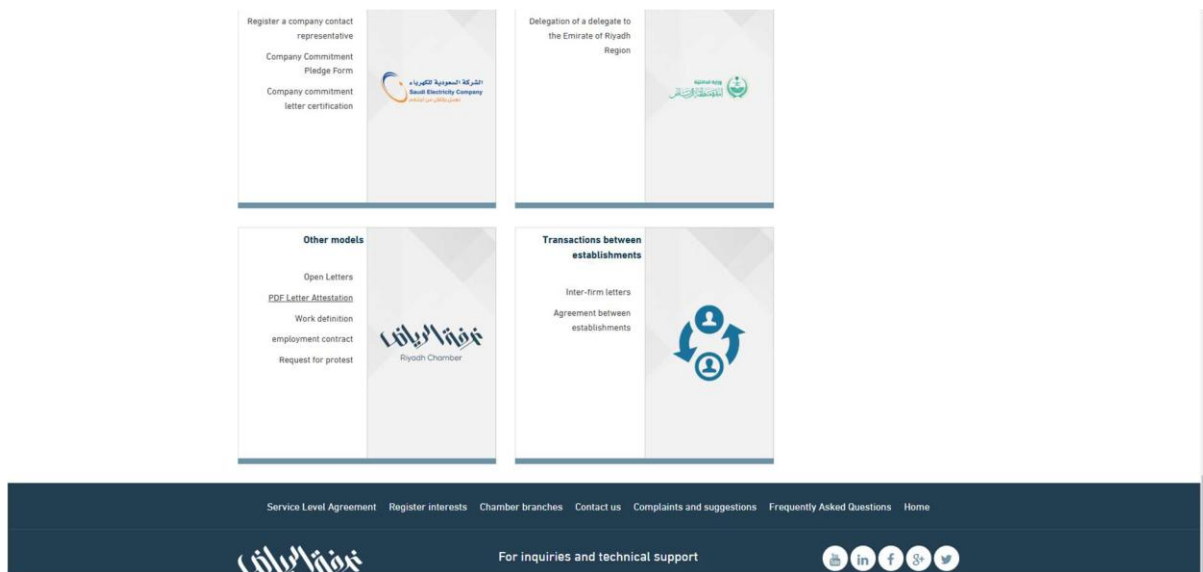 Register a company contact
representative
Company Commitment
Pledge Form
Company commitment
letter certification
الشركة السعودية للكهرباء
Saudi Electricity Company
Delegation of a delegate to
the Emirate of Riyadh
Region
وزارة الداخلية
Other models
Open Letters
PDF Letter Attestation
Work definition
employment contract
Request for protest
غرفة الرياض
Riyadh Chamber
Transactions between
establishments
Inter-firm letters
Agreement between
establishments
Service Level Agreement Register interests Chamber branches Contact us Complaints and suggestions Frequently Asked Questions Home
غرفة الرياض
For inquiries and technical support